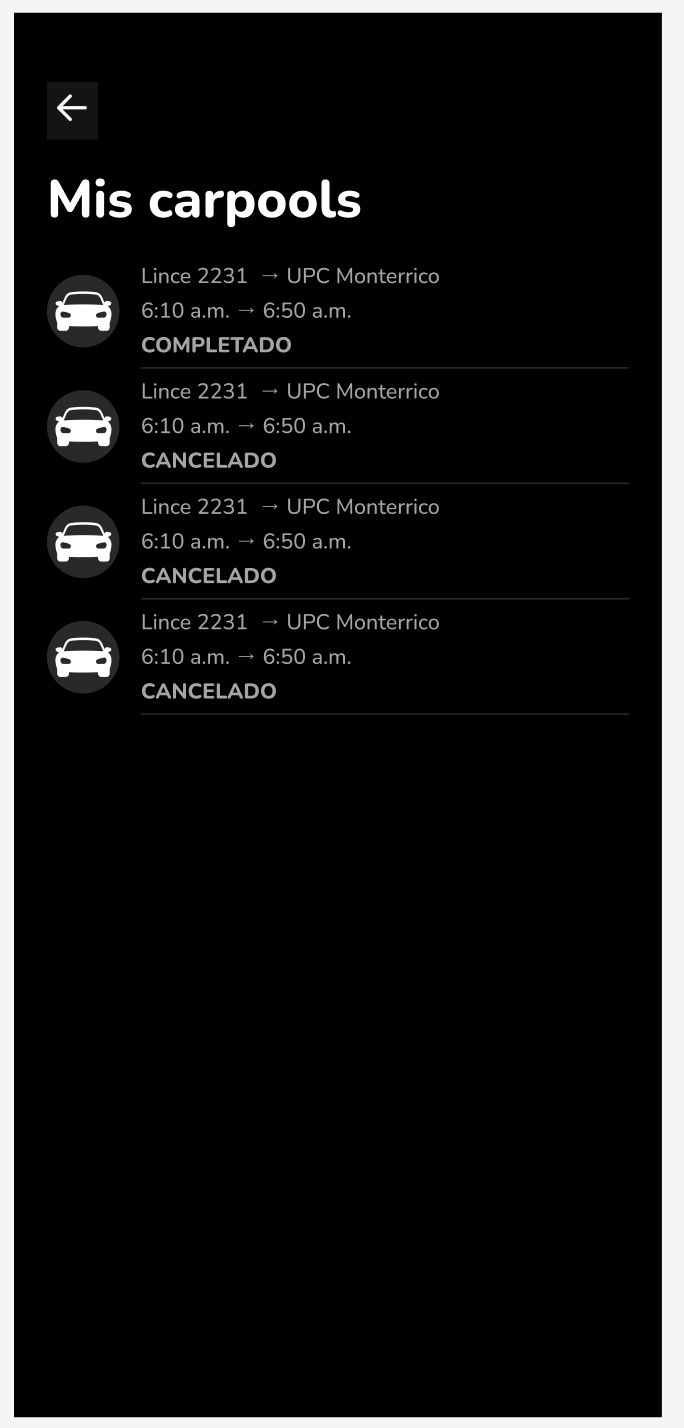 Mis carpools
Lince 2231 → UPC Monterrico
6:10 a.m. → 6:50 a.m.
COMPLETADO
Lince 2231 → UPC Monterrico
6:10 a.m. → 6:50 a.m.
CANCELADO
Lince 2231 → UPC Monterrico
6:10 a.m. → 6:50 a.m.
CANCELADO
Lince 2231 → UPC Monterrico
6:10 a.m. → 6:50 a.m.
CANCELADO